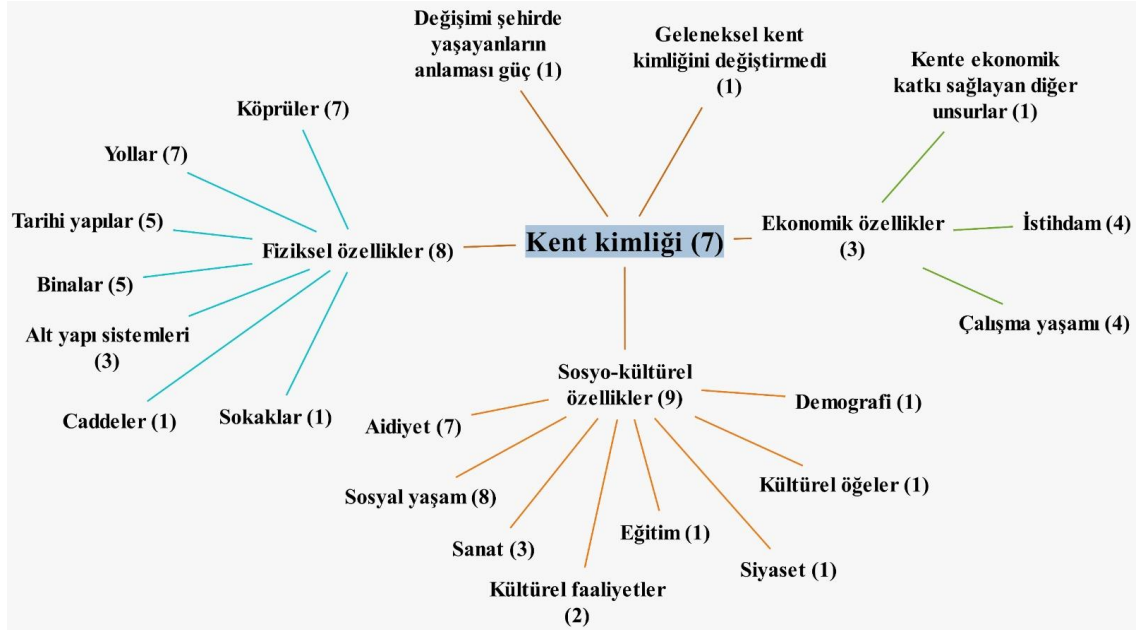 Değişimi şehirde
yaşayanların
anlaması güç (1)
Geleneksel kent
kimliğini değiştirmedi
(1)
Kente ekonomik
katkı sağlayan diğer
unsurlar (1)
Köprüler (7)
Yollar (7)
Tarihi yapılar (5)
Binalar (5)
Alt yapı sistemleri
(3)
Caddeler (1)
Sokaklar (1)
Fiziksel özellikler (8)
Kent kimliği (7)
Ekonomik özellikler
(3)
İstihdam (4)
Çalışma yaşamı (4)
Sosyo-kültürel
özellikler (9)
Aidiyet (7)
Sosyal yaşam (8)
Sanat (3)
Kültürel faaliyetler
(2)
Eğitim (1)
Siyaset (1)
Kültürel öğeler (1)
Demografi (1)